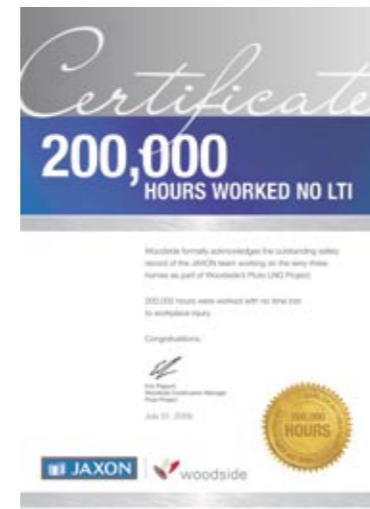 Certificate
200,000
HOURS WORKED NO LTI
Woodside formally acknowledges the outstanding safety
record of the JAXON team working on the sixty three
homes as part of Woodside's Pluto LNG Project
200,000 hours were worked with no time lost
to workplace injury.
Congratulations,
Woodside Construction Manager
Pluto Project
July 31, 2009
200,000
HOURS
JAXON
woodside